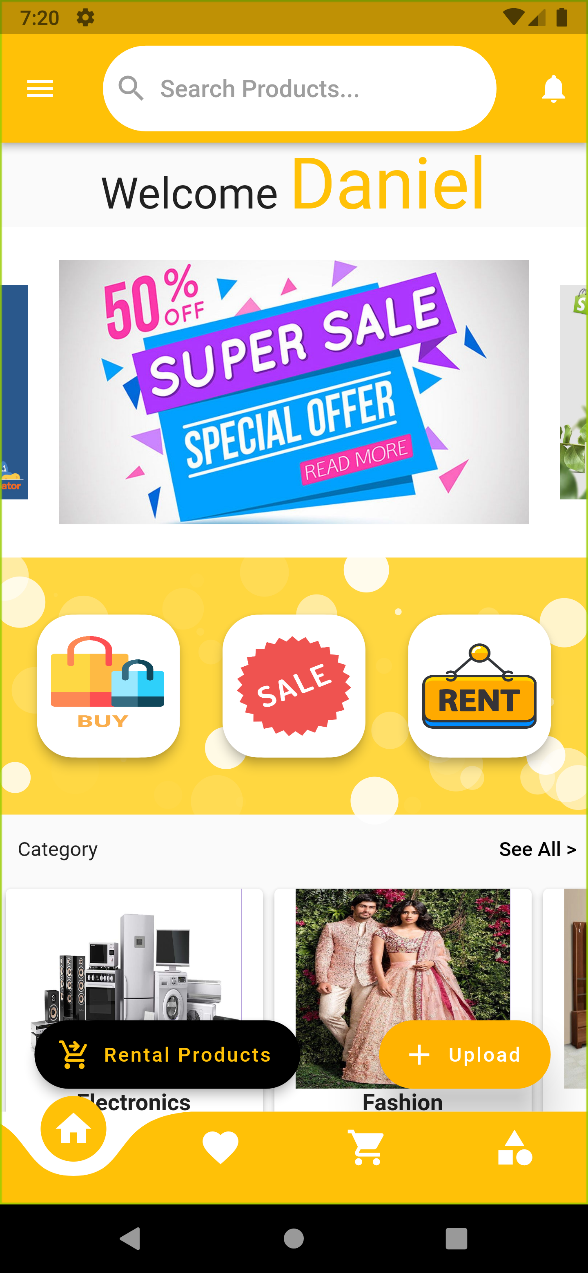 7:20
Search Products...
Welcome Daniel
50%
OFF
SUPER SALE
SPECIAL OFFER
READ MORE
BUY
SALE
RENT
Category
See All >
Rental Products
Upload
Electronics
Fashion